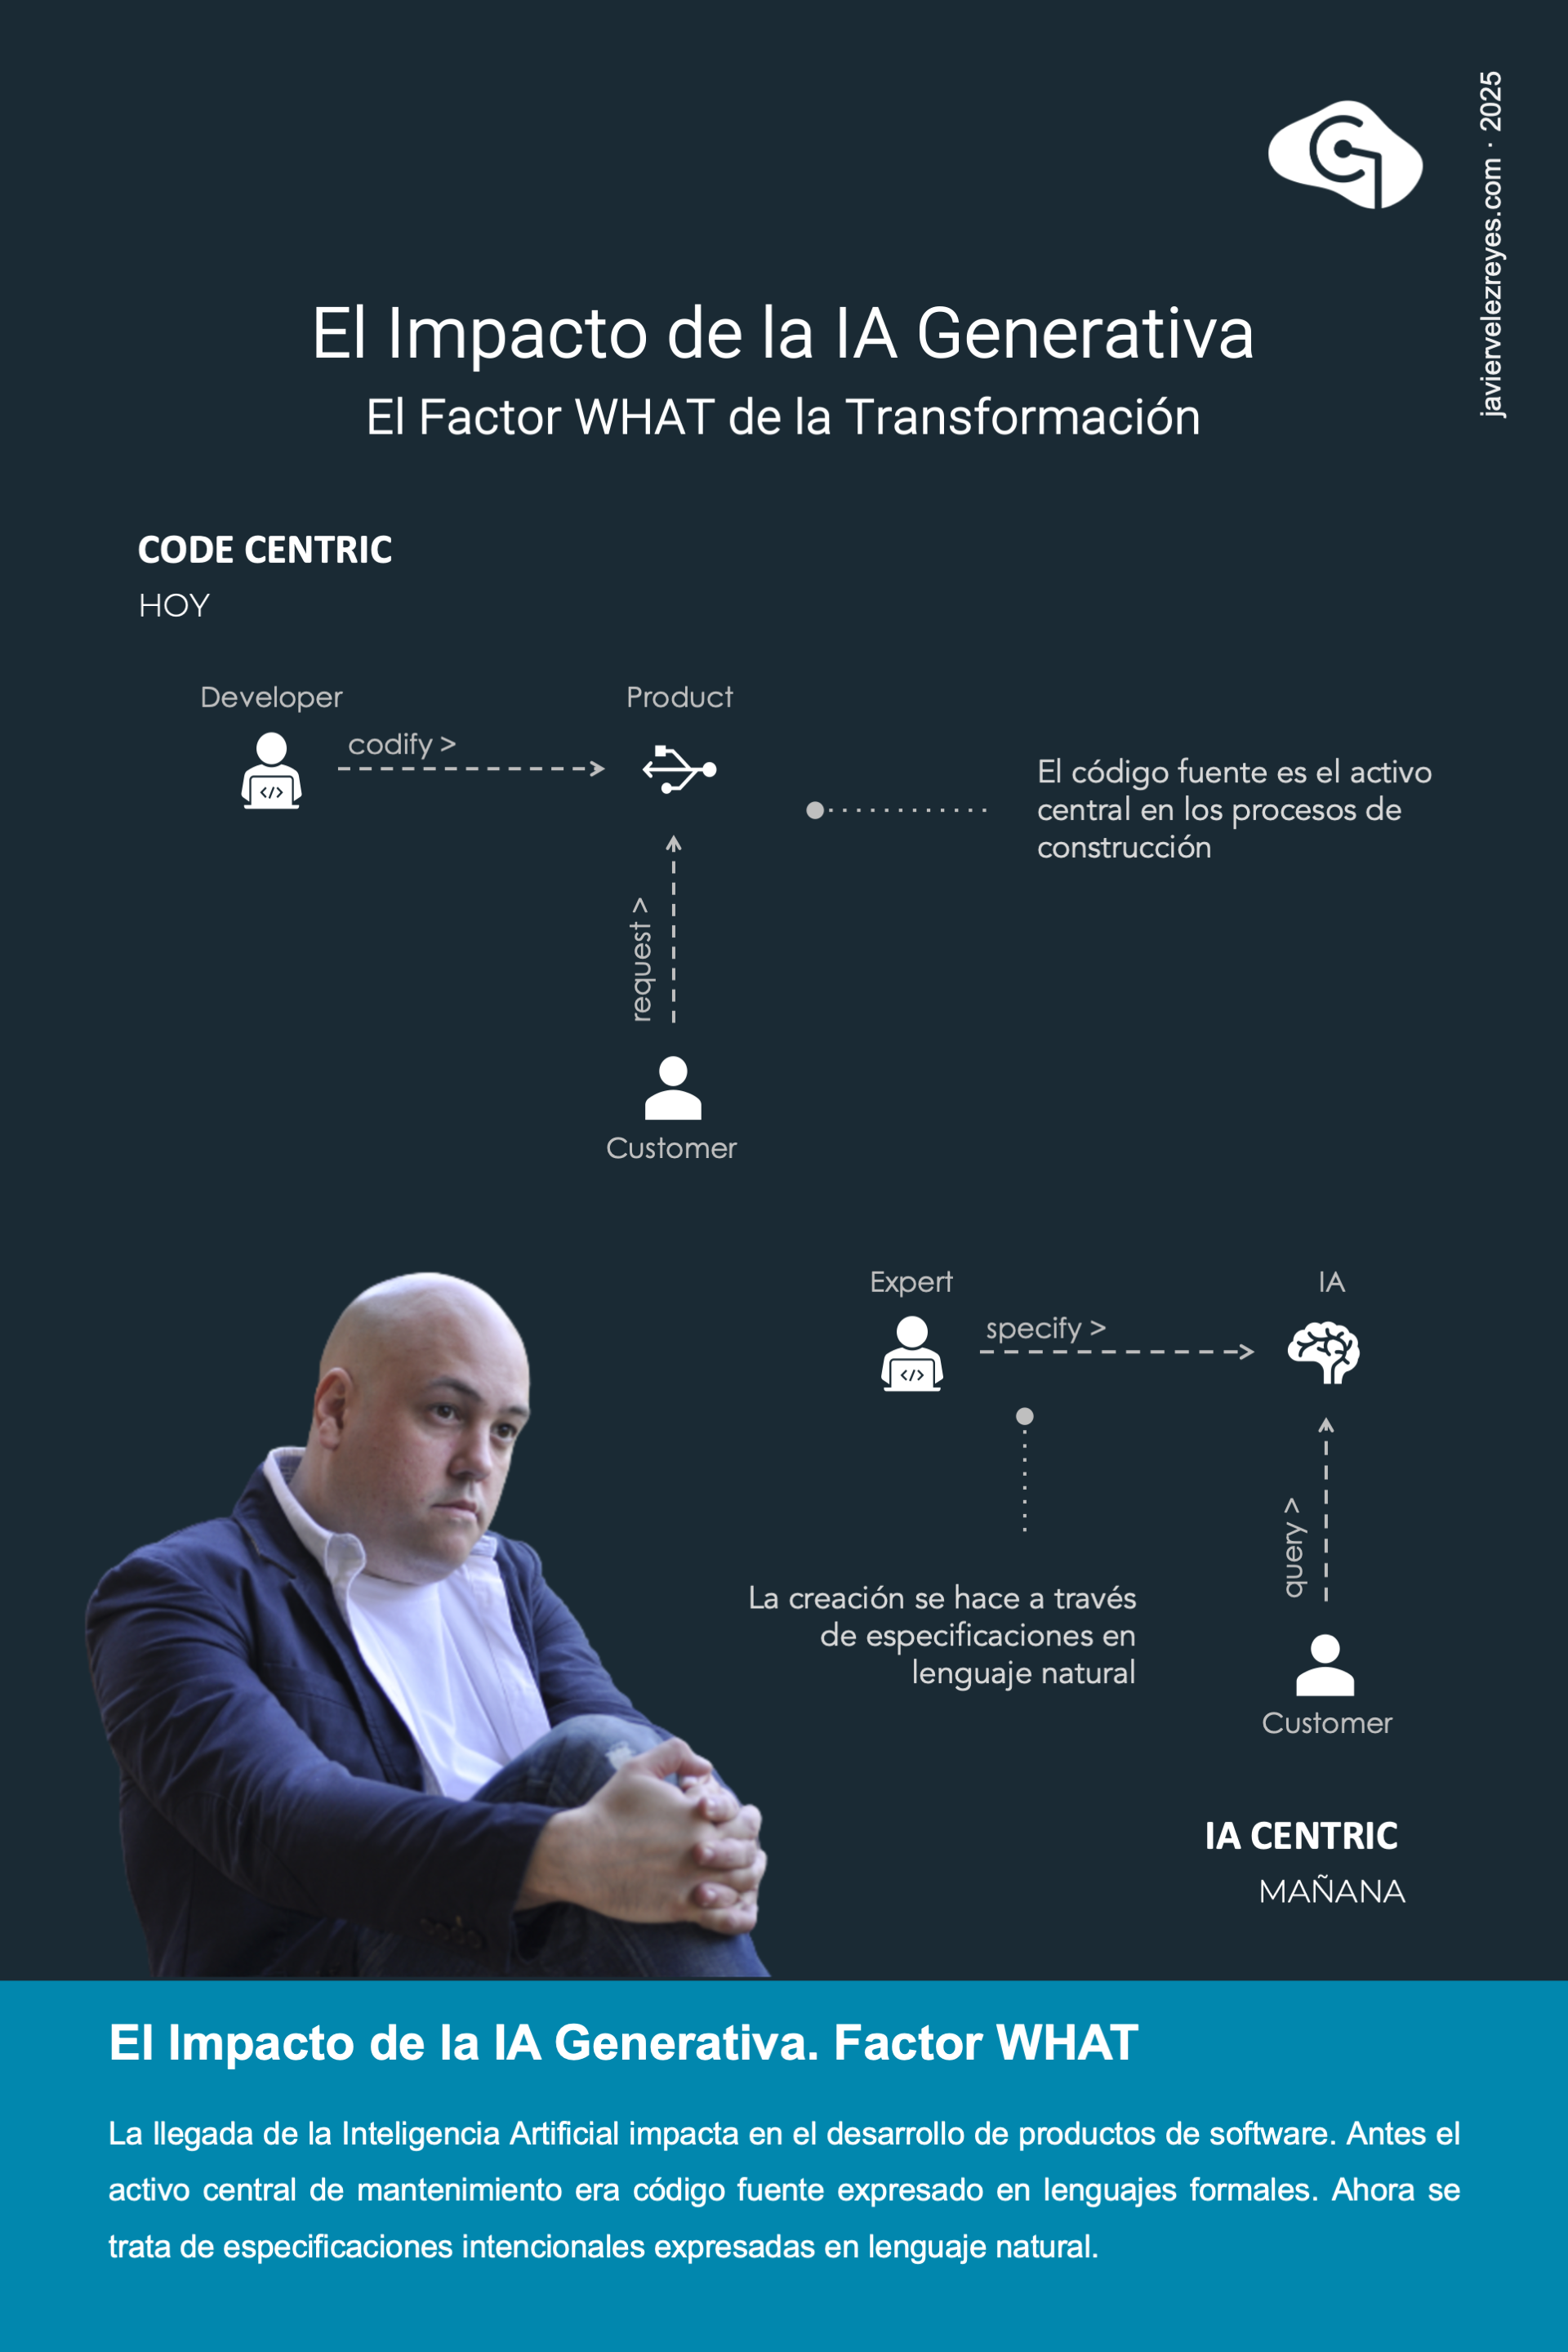 javiervelezreyes.com · 2025
El Impacto de la IA Generativa
El Factor WHAT de la Transformación
CODE CENTRIC
HOY
Developer
Product
codify >
</>
El código fuente es el activo
central en los procesos de
construcción
request >
Customer
Expert
IA
specify >
</>
query >
La creación se hace a través
de especificaciones en
lenguaje natural
Customer
IA CENTRIC
MAÑANA
El Impacto de la IA Generativa. Factor WHAT
La llegada de la Inteligencia Artificial impacta en el desarrollo de productos de software. Antes el
activo central de mantenimiento era código fuente expresado en lenguajes formales. Ahora se
trata de especificaciones intencionales expresadas en lenguaje natural.